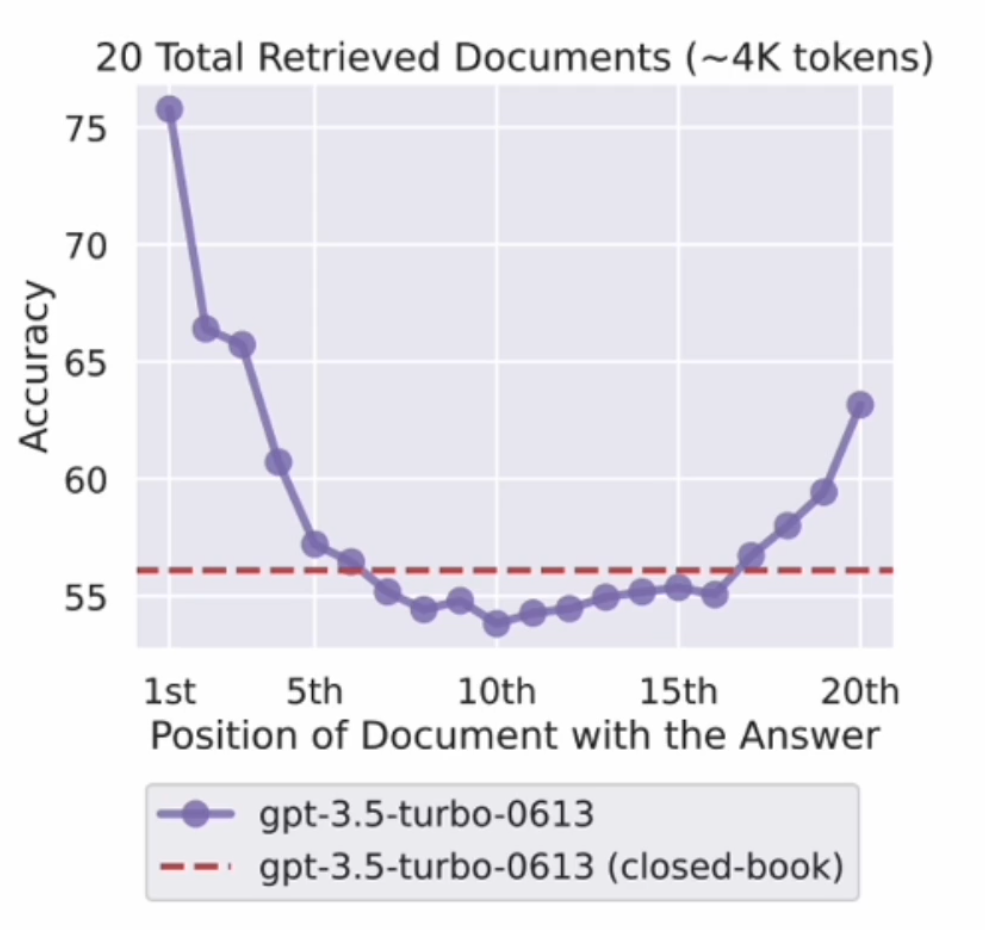 20 Total Retrieved Documents (~4K tokens)
75
70
65
60
55
Accuracy
1st 5th 10th 15th 20th
Position of Document with the Answer
gpt-3.5-turbo-0613
gpt-3.5-turbo-0613 (closed-book)